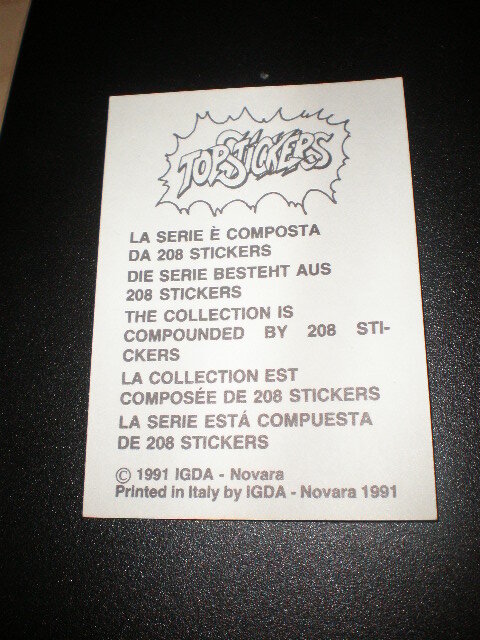 TOPSTICKERS
LA SERIE È COMPOSTA
DA 208 STICKERS
DIE SERIE BESTEHT AUS
208 STICKERS
THE COLLECTION IS
COMPOUNDED BY 208 STI-
CKERS
LA COLLECTION EST
COMPOSÉE DE 208 STICKERS
LA SERIE ESTÁ COMPUESTA
DE 208 STICKERS
© 1991 IGDA - Novara
Printed in Italy by IGDA - Novara 1991